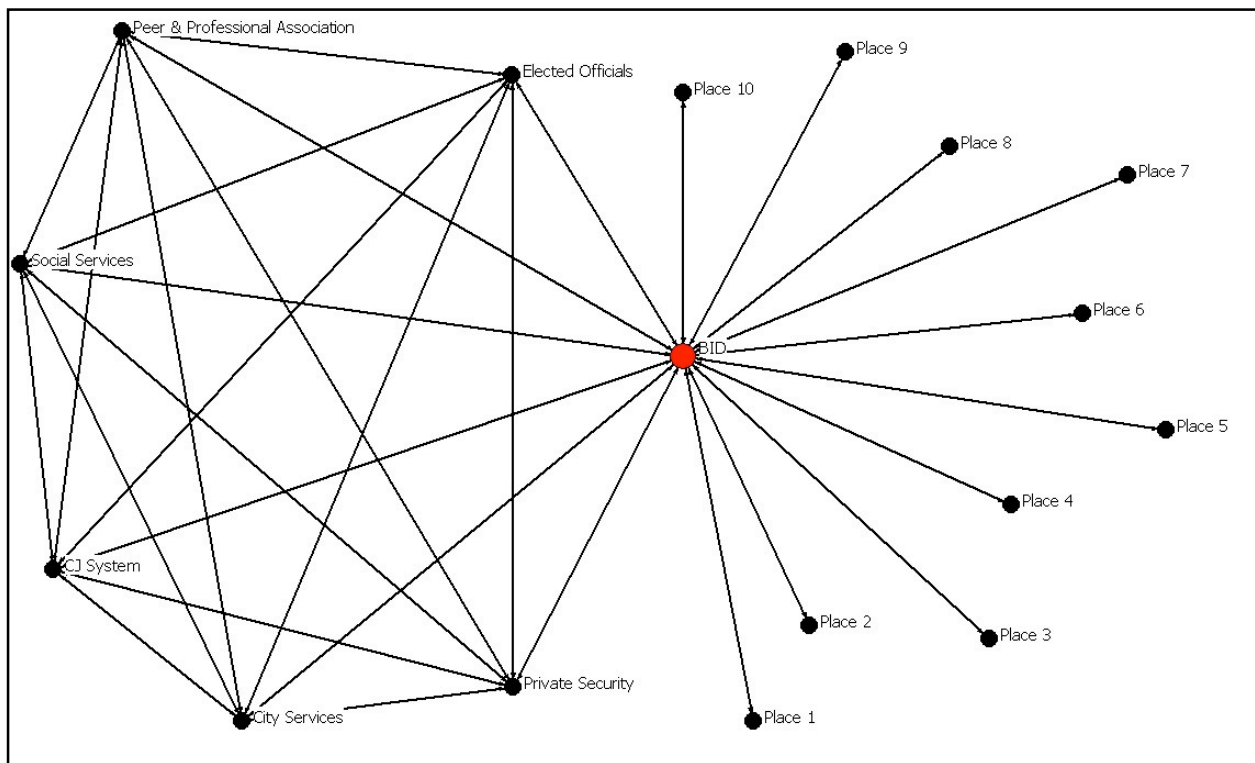 Peer & Professional Association
Place 9
Elected Officials
Place 10
Place 8
Place 7
Social Services
Place 6
BID
Place 5
Place 4
CJ System
Place 2
Place 3
Private Security
City Services
Place 1